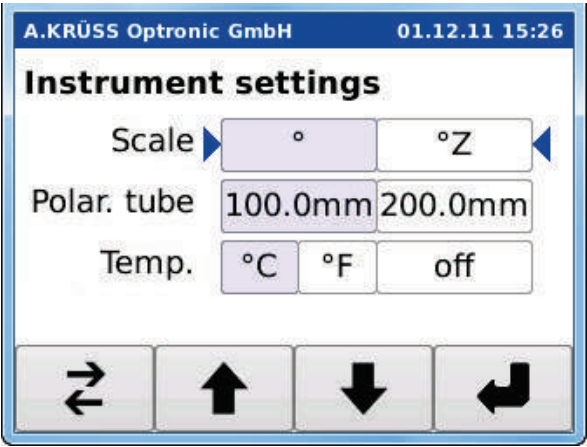 A.KRÜSS Optronic GmbH 01.12.11 15:26
Instrument settings
Scale ° °Z
Polar. tube 100.0mm 200.0mm
Temp. °C °F off